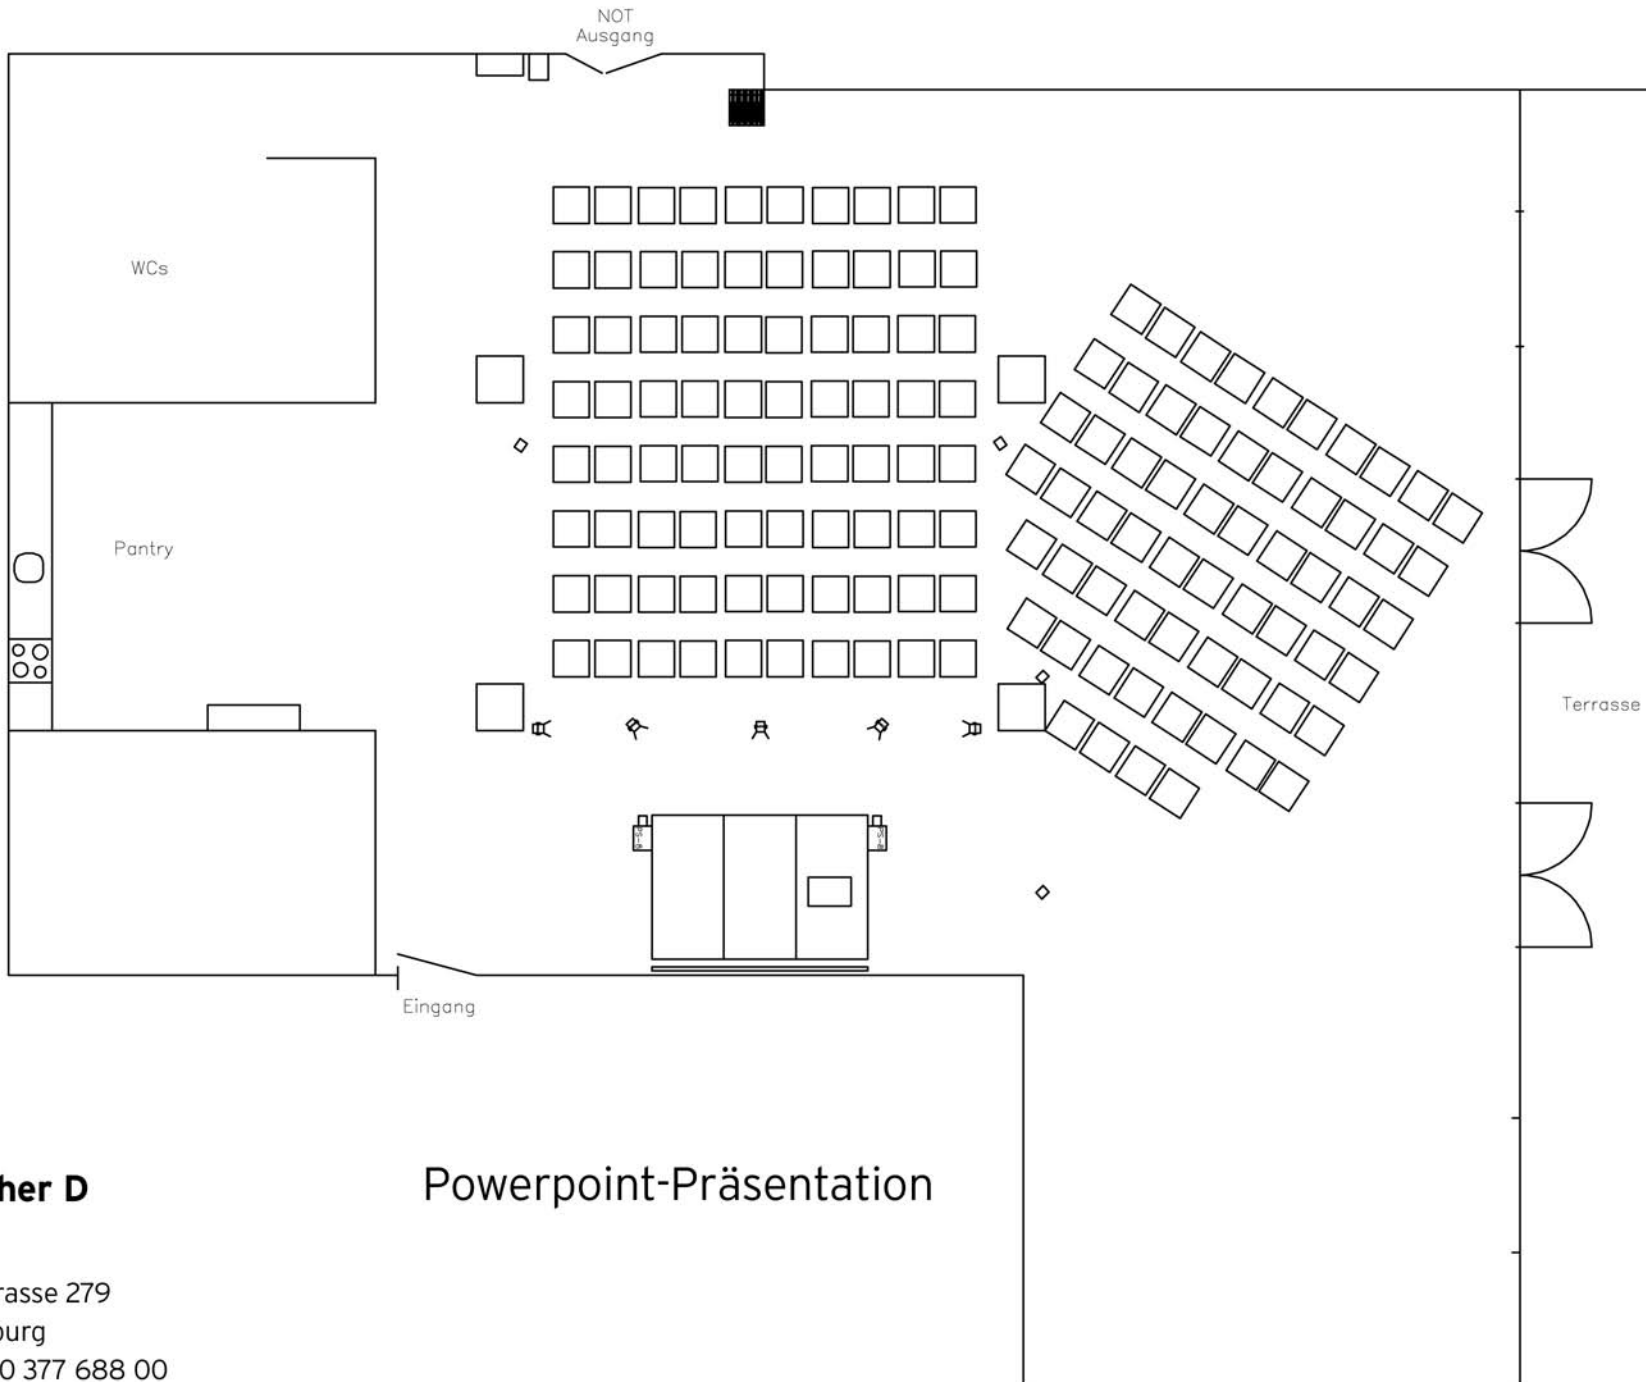 NOT
Ausgang
WCs
Pantry
Terrasse
Eingang
her D
Powerpoint-Präsentation
rasse 279
burg
0 377 688 00